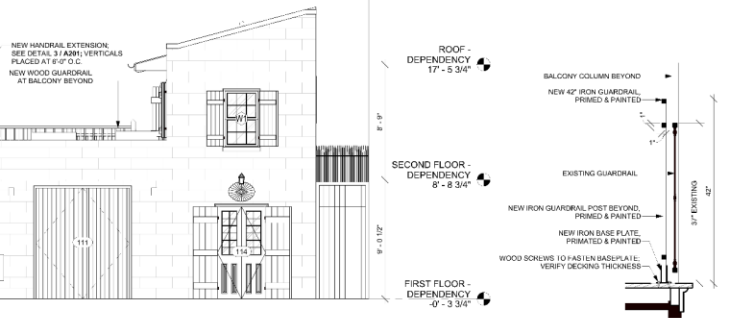 NEW HANDRAIL EXTENSION;
SEE DETAIL 3 / A201; VERTICALS
PLACED AT 6'-0" O.C.
NEW WOOD GUARDRAIL
AT BALCONY BEYOND
W1
111
114
8' - 9"
9' - 0 1/2"
ROOF -
DEPENDENCY
17' - 5 3/4"
SECOND FLOOR -
DEPENDENCY
8' - 8 3/4"
FIRST FLOOR -
DEPENDENCY
-0' - 3 3/4"
BALCONY COLUMN BEYOND
NEW 42" IRON GUARDRAIL,
PRIMED & PAINTED
1"
EXISTING GUARDRAIL
NEW IRON GUARDRAIL POST BEYOND,
PRIMED & PAINTED
NEW IRON BASE PLATE,
PRIMATED & PAINTED
WOOD SCREWS TO FASTEN BASEPLATE;
VERIFY DECKING THICKNESS
EXISTING
42"